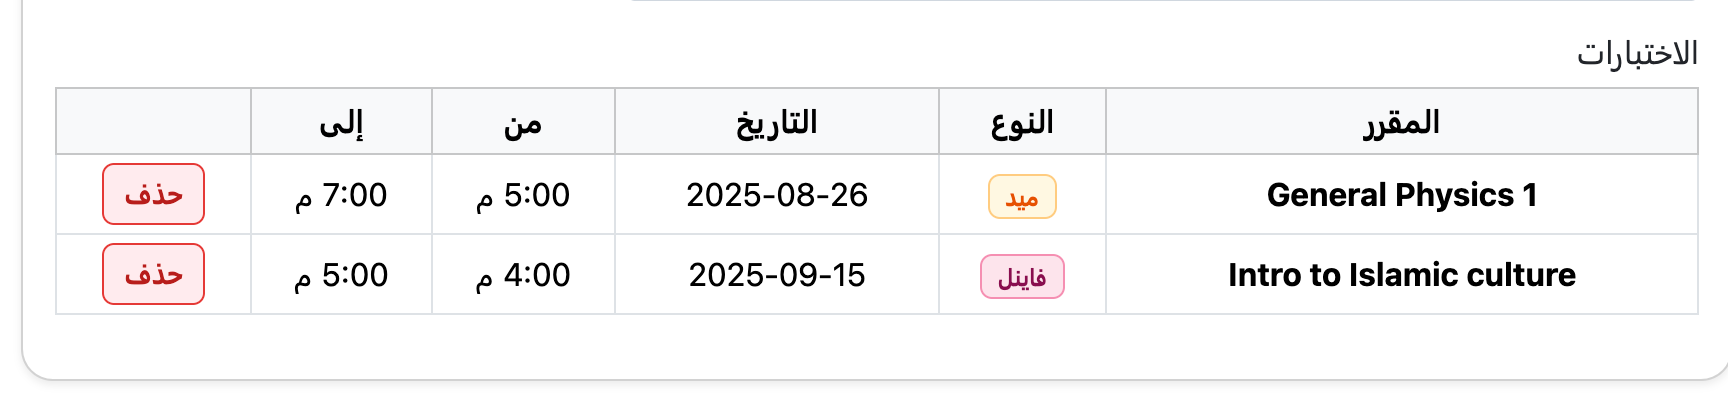 الاختبارات
المقرر النوع التاريخ من إلى
General Physics 1 ميد 2025-08-26 5:00 م 7:00 م حذف
Intro to Islamic culture فاينل 2025-09-15 4:00 م 5:00 م حذف